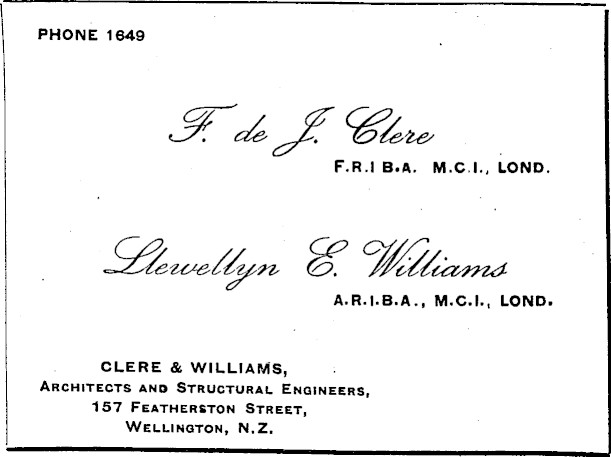 PHONE 1649
F. de J. Clere
F.R.I B.A. M.C.I., LOND.
Llewellyn E. Williams
A.R.I.B.A., M.C.I., LOND.
CLERE & WILLIAMS,
ARCHITECTS AND STRUCTURAL ENGINEERS,
157 FEATHERSTON STREET,
WELLINGTON, N.Z.